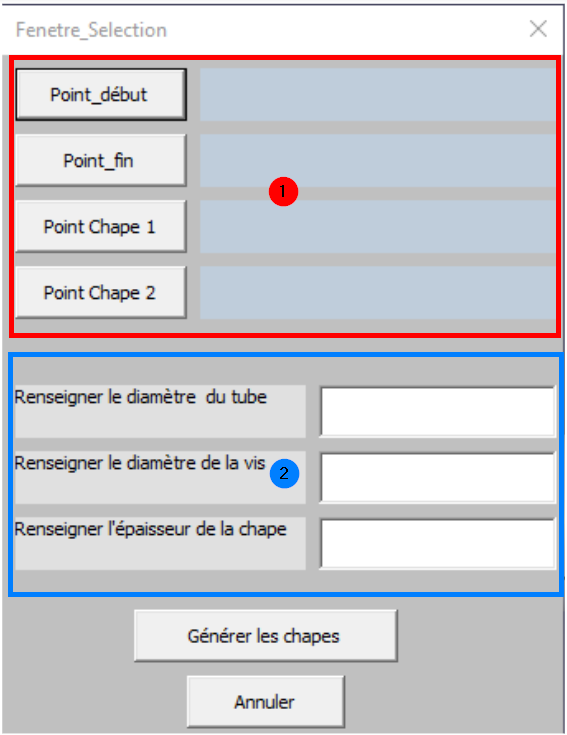 Fenetre_Selection
Point_début
Point_fin
1
Point Chape 1
Point Chape 2
Renseigner le diamètre du tube
Renseigner le diamètre de la vis
2
Renseigner l'épaisseur de la chape
Générer les chapes
Annuler